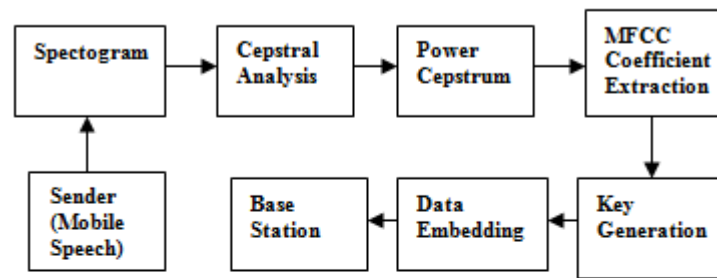 Spectogram
Cepstral
Analysis
Power
Cepstrum
MFCC
Coefficient
Extraction
Sender
(Mobile
Speech)
Base
Station
Data
Embedding
Key
Generation